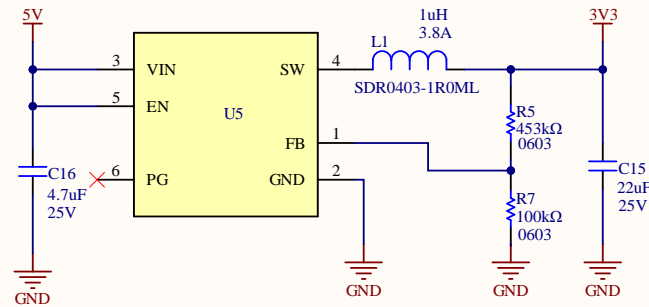 5V
1uH
3.8A
3V3
3
VIN
SW
4
L1
SDR0403-1R0ML
5
EN
U5
R5
453kΩ
0603
FB
1
C16
4.7uF
25V
6
PG
GND
2
C15
22uF
25V
R7
100kΩ
0603
GND
GND
GND
GND